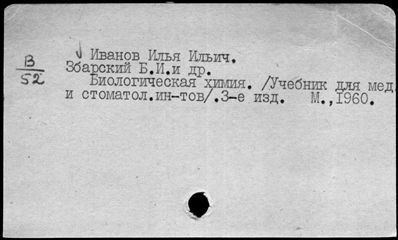 Иванов Илья Ильич.
В
52
Збарский Б.И.и др.
Биологическая химия. /Учебник для мед.
и стоматол.ин-тов/.3-е изд. М.,1960.